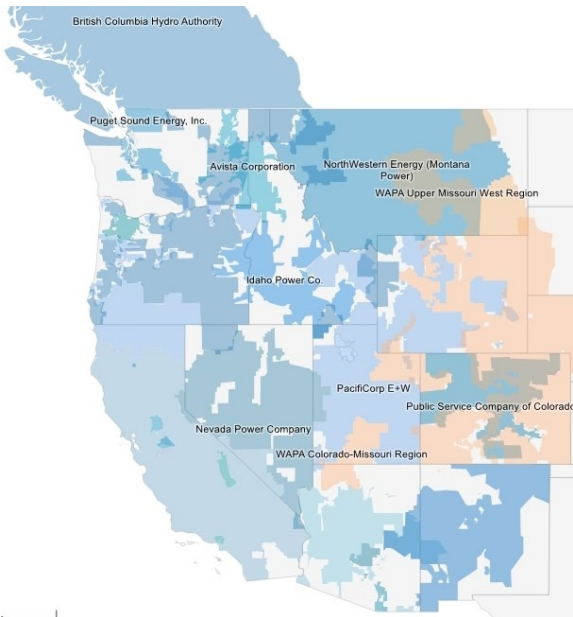 British Columbia Hydro Authority
Puget Sound Energy, Inc.
Avista Corporation
NorthWestern Energy (Montana
Power)
WAPA Upper Missouri West Region
Idaho Power Co.
PacifiCorp E+W
Public Service Company of Colorado
Nevada Power Company
WAPA Colorado-Missouri Region